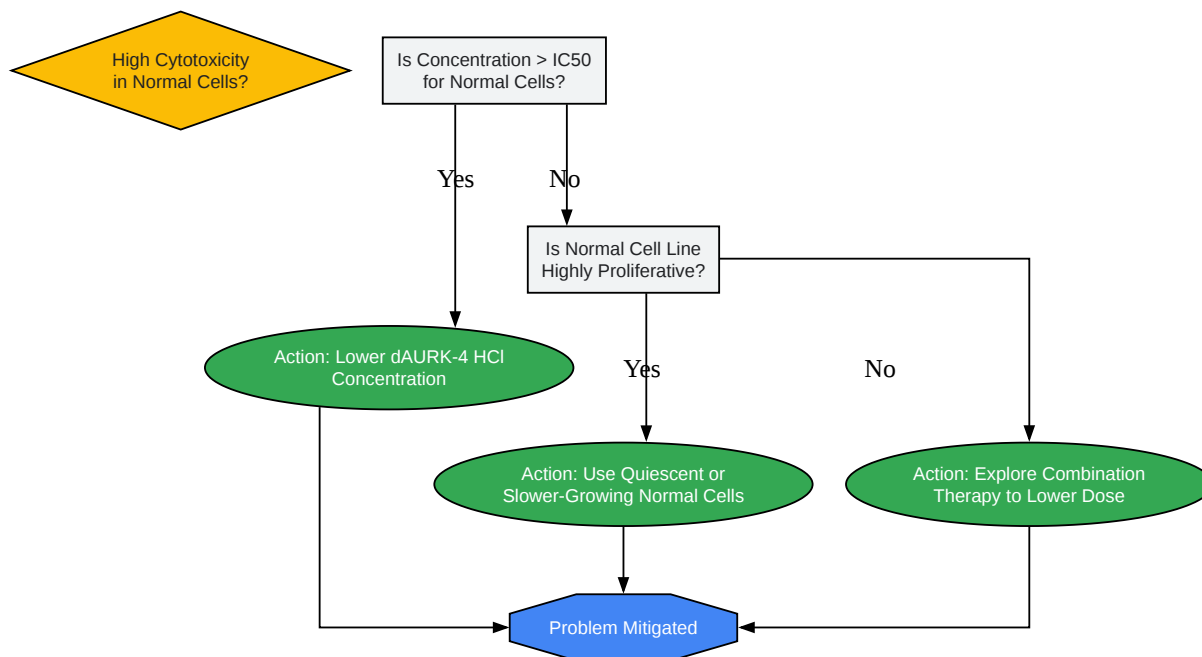 High Cytotoxicity
in Normal Cells?
Is Concentration > IC50
for Normal Cells?
Yes
No
Is Normal Cell Line
Highly Proliferative?
Action: Lower dAURK-4 HCl
Concentration
Yes
No
Action: Use Quiescent or
Slower-Growing Normal Cells
Action: Explore Combination
Therapy to Lower Dose
Problem Mitigated